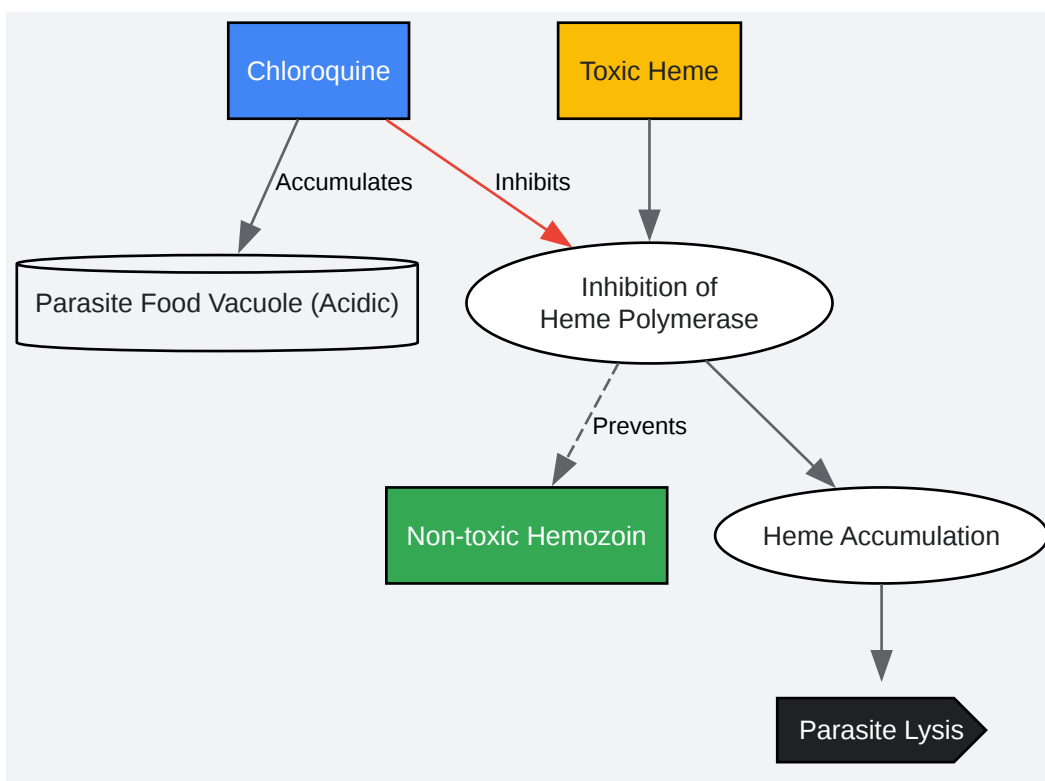 Chloroquine
Toxic Heme
Accumulates
Inhibits
Parasite Food Vacuole (Acidic)
Inhibition of
Heme Polymerase
Prevents
Non-toxic Hemozoin
Heme Accumulation
Parasite Lysis